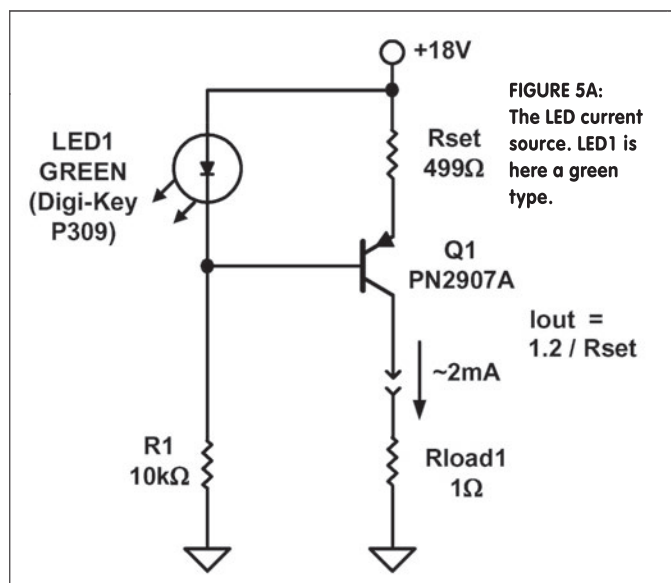 +18V
FIGURE 5A:
The LED current
source. LED1 is
here a green
type.
LED1
GREEN
(Digi-Key
P309)
Rset
499Ω
Q1
PN2907A
Iout =
1.2 / Rset
~2mA
R1
10kΩ
Rload1
1Ω